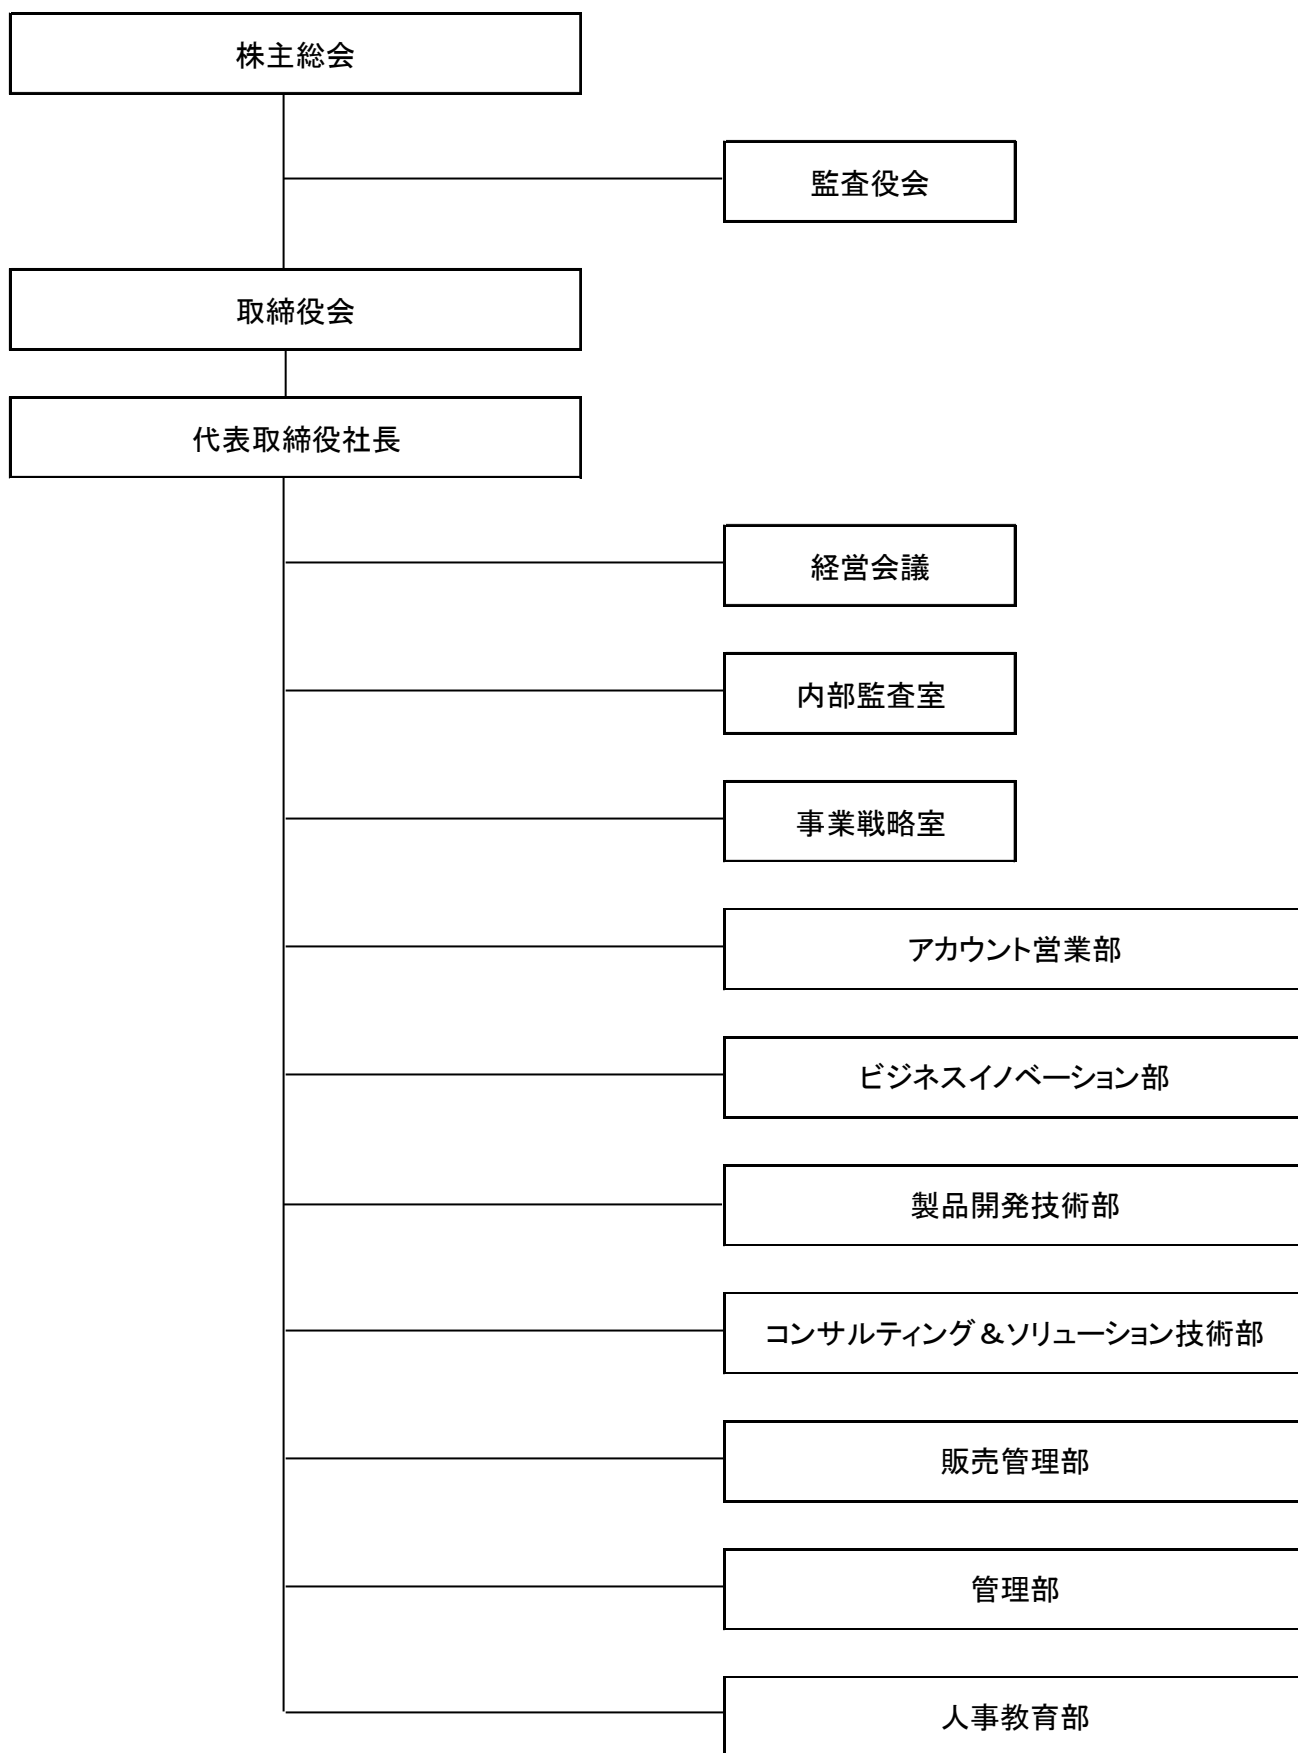 株主総会
監査役会
取締役会
代表取締役社長
経営会議
内部監査室
事業戦略室
アカウント営業部
ビジネスイノベーション部
製品開発技術部
コンサルティング＆ソリューション技術部
販売管理部
管理部
人事教育部